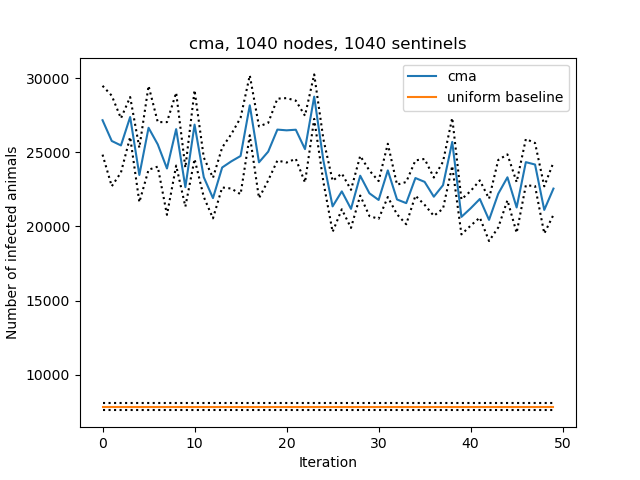 cma, 1040 nodes, 1040 sentinels
cma
uniform baseline
Number of infected animals
30000
25000
20000
15000
10000
0 10 20 30 40 50
Iteration